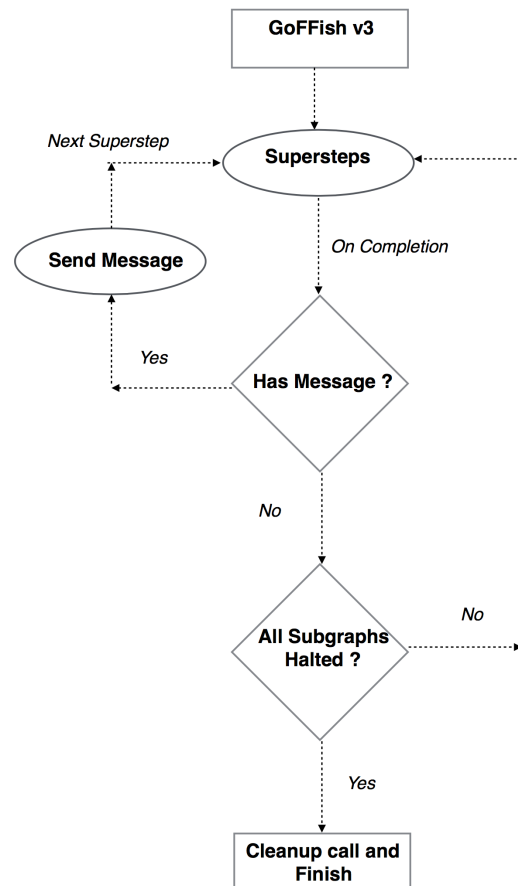 GoFFish v3
Next Superstep
Supersteps
On Completion
Send Message
Yes
Has Message ?
No
All Subgraphs
Halted ?
No
Yes
Cleanup call and
Finish